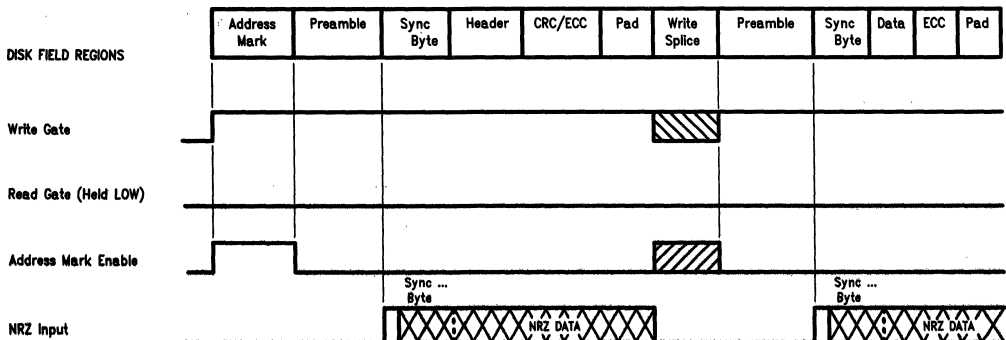 Address Mark Preamble Sync Byte Header CRC/ECC Pad Write Splice Preamble Sync Byte Data ECC Pad
DISK FIELD REGIONS
Write Gate
Read Gate (Held LOW)
Address Mark Enable
Sync ... Byte Sync ... Byte
NRZ Input NRZ DATA NRZ DATA